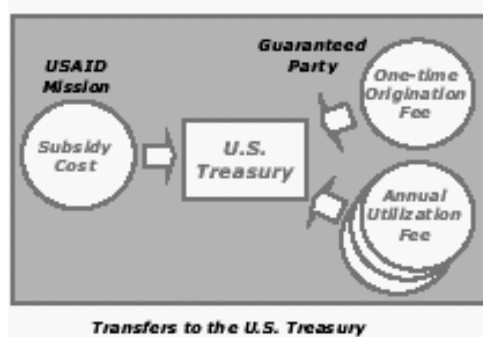 USAID
Mission
Subsidy
Cost
U.S.
Treasury
Guaranteed
Party
One-time
Origination
Fee
Annual
Utilization
Fee
Transfers to the U.S. Treasury